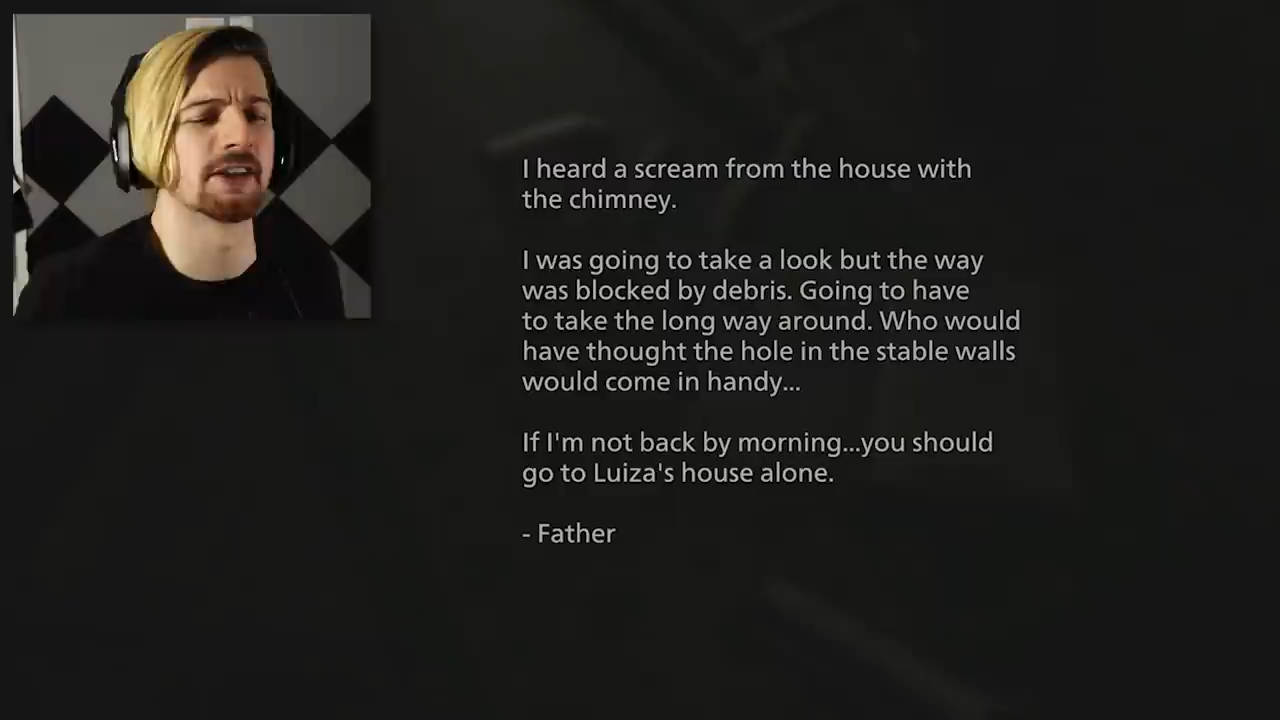 I heard a scream from the house with
the chimney.
I was going to take a look but the way
was blocked by debris. Going to have
to take the long way around. Who would
have thought the hole in the stable walls
would come in handy...
If I'm not back by morning...you should
go to Luiza's house alone.
- Father